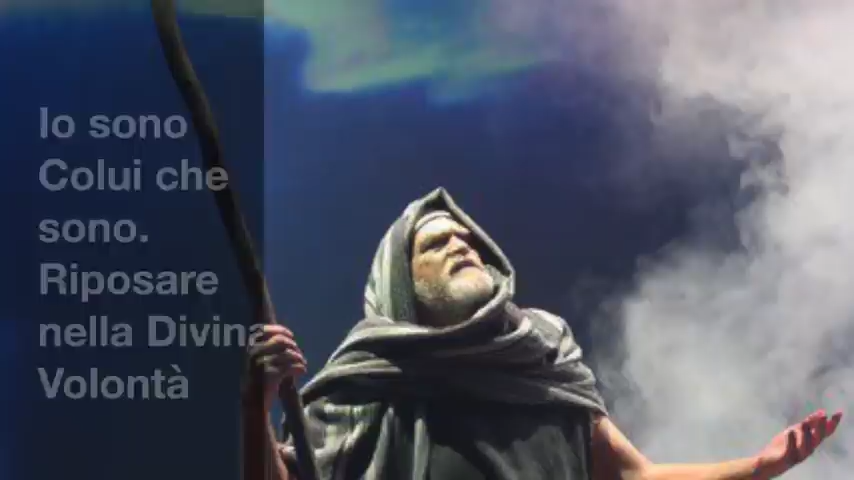 Io sono
Colui che
sono.
Riposare
nella Divina
Volontà